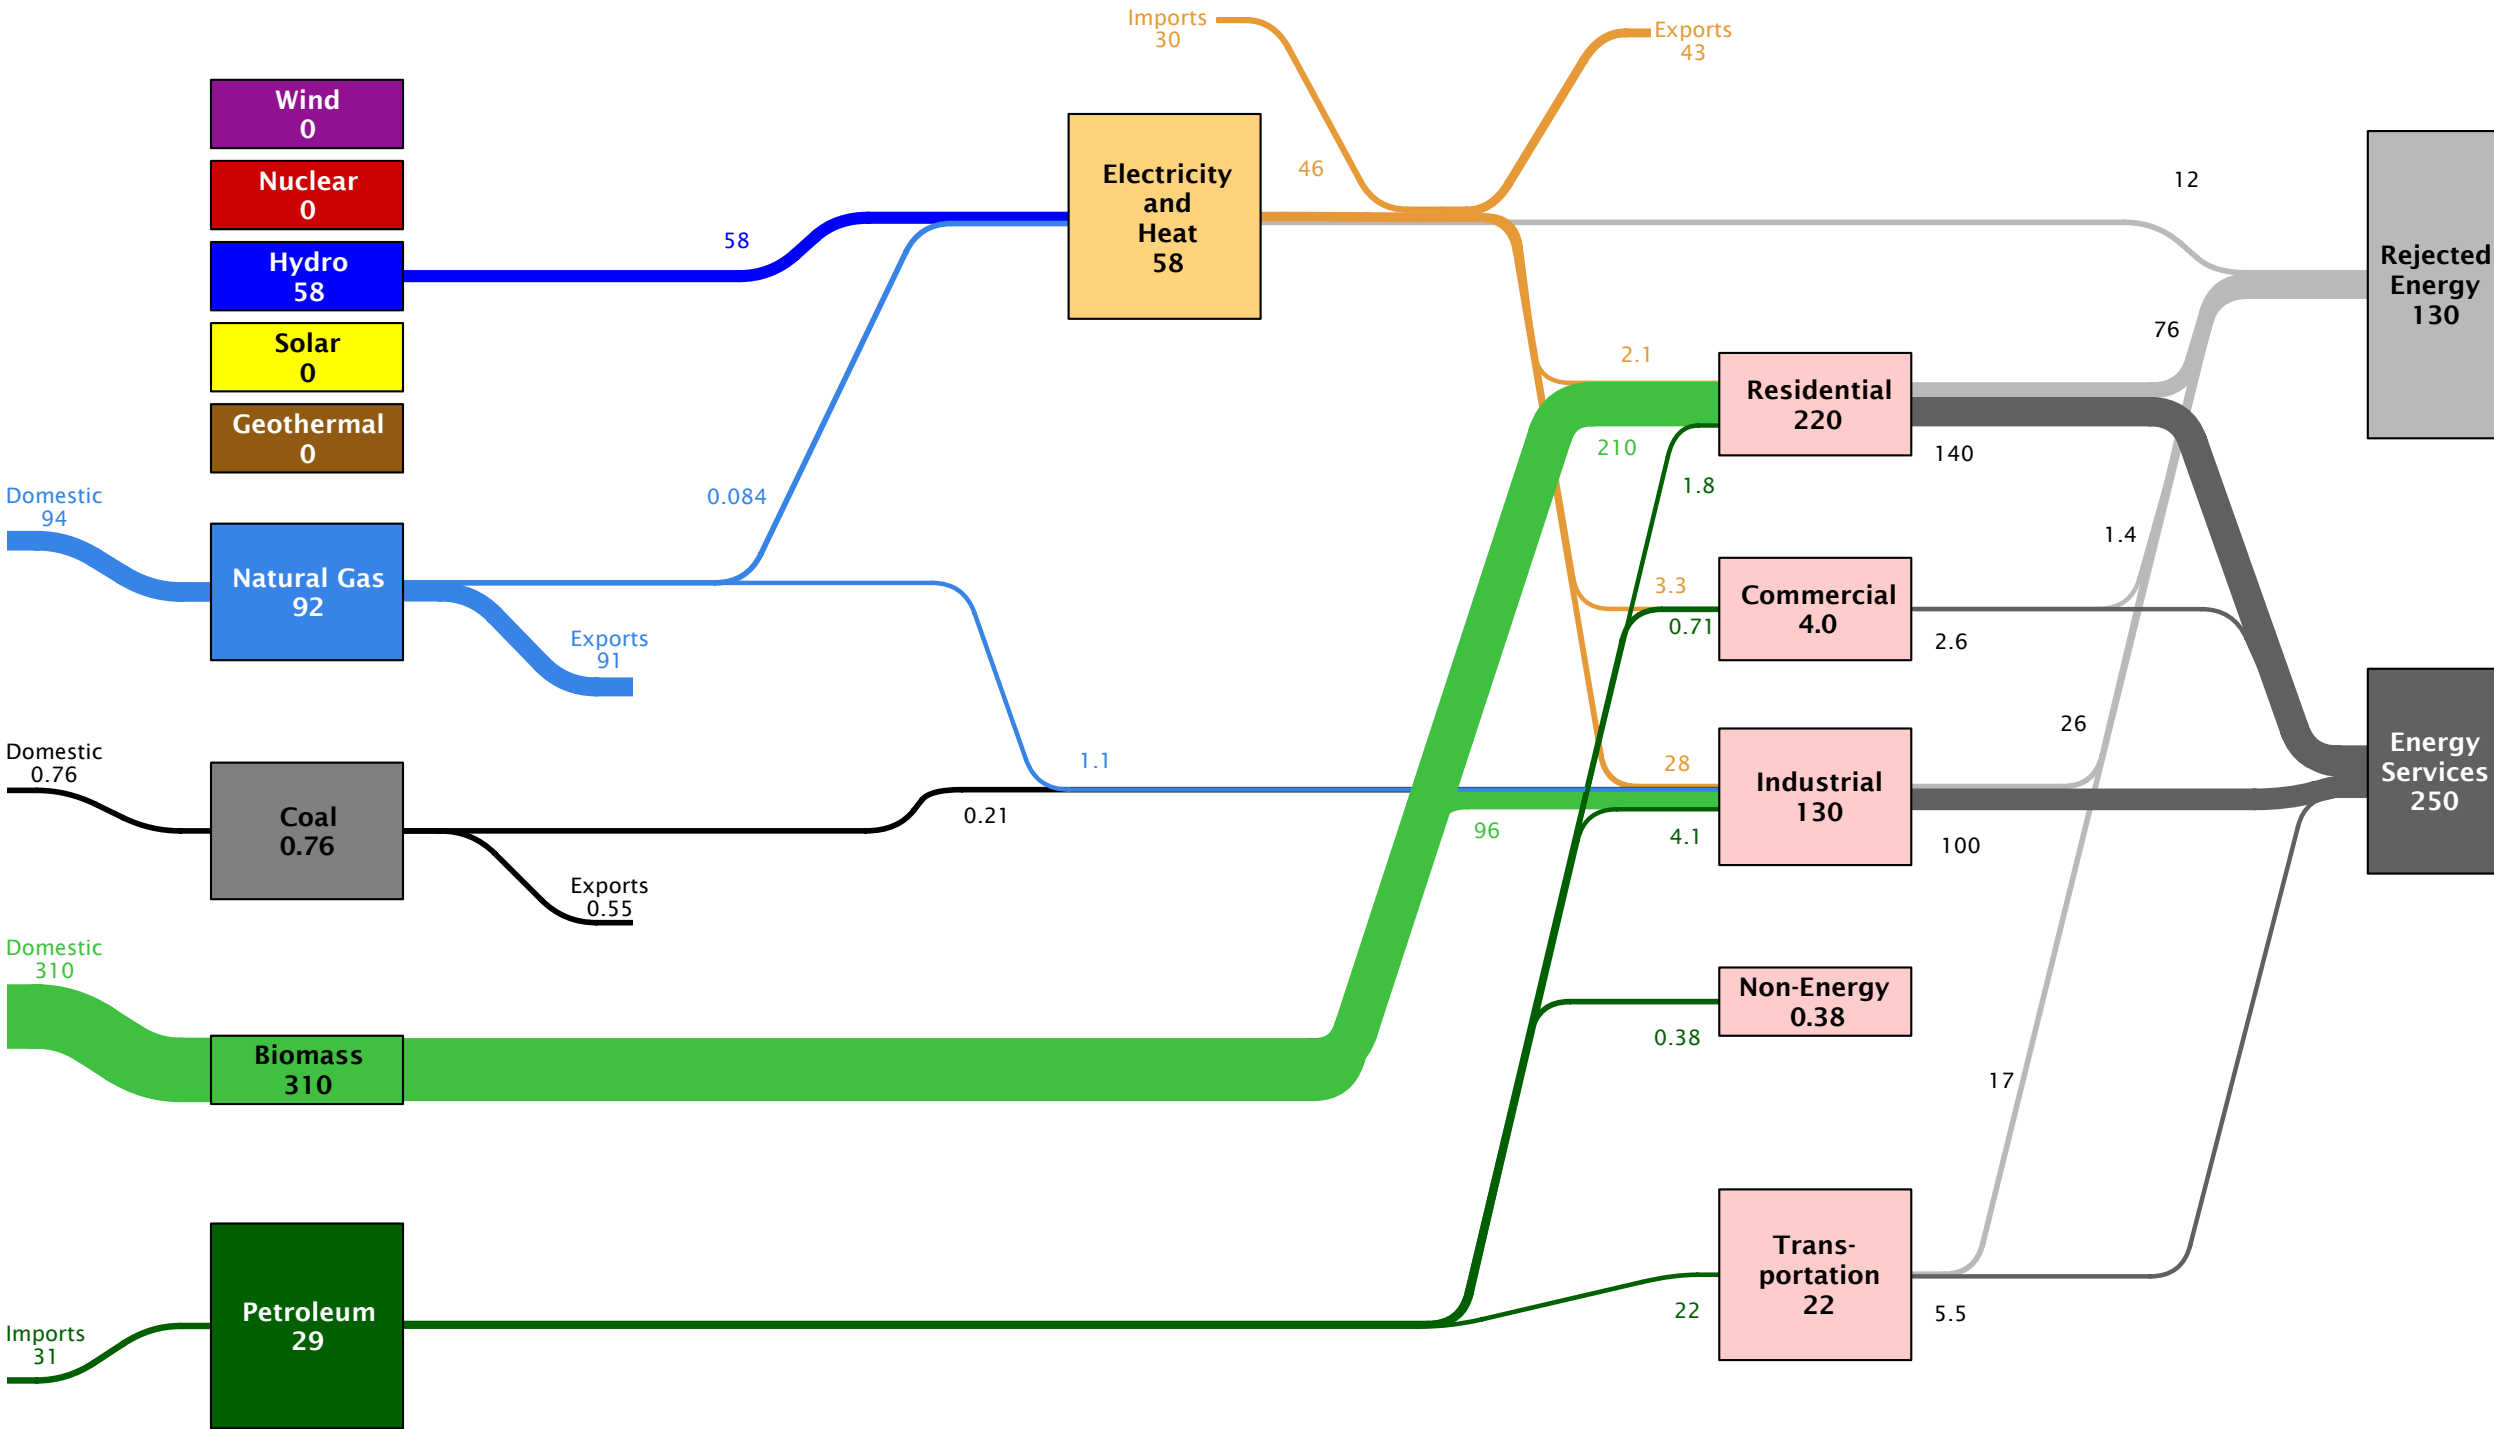 Imports
30
Exports
43
Wind
0
Nuclear
0
Hydro
58
Solar
0
Geothermal
0
58
Electricity
and
Heat
58
46
12
Rejected
Energy
130
76
2.1
Residential
220
210
140
1.8
Domestic
94
Natural Gas
92
0.084
Exports
91
1.4
3.3
Commercial
4.0
0.71
2.6
Domestic
0.76
Coal
0.76
1.1
0.21
Exports
0.55
26
28
Industrial
130
96
4.1
100
Energy
Services
250
Domestic
310
Biomass
310
Non-Energy
0.38
0.38
17
Trans-
portation
22
22
5.5
Imports
31
Petroleum
29